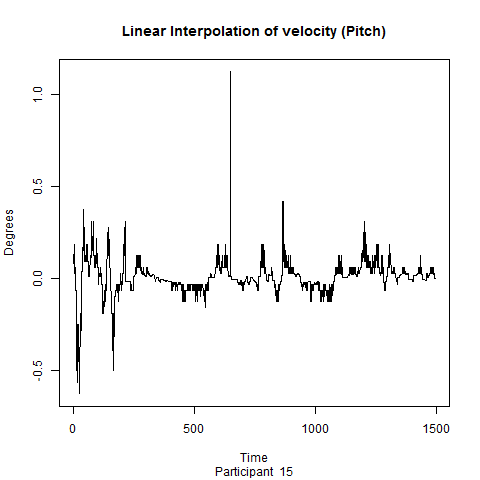 Linear Interpolation of velocity (Pitch)
Degrees
1.0
0.5
0.0
-0.5
0 500 1000 1500
Time
Participant 15